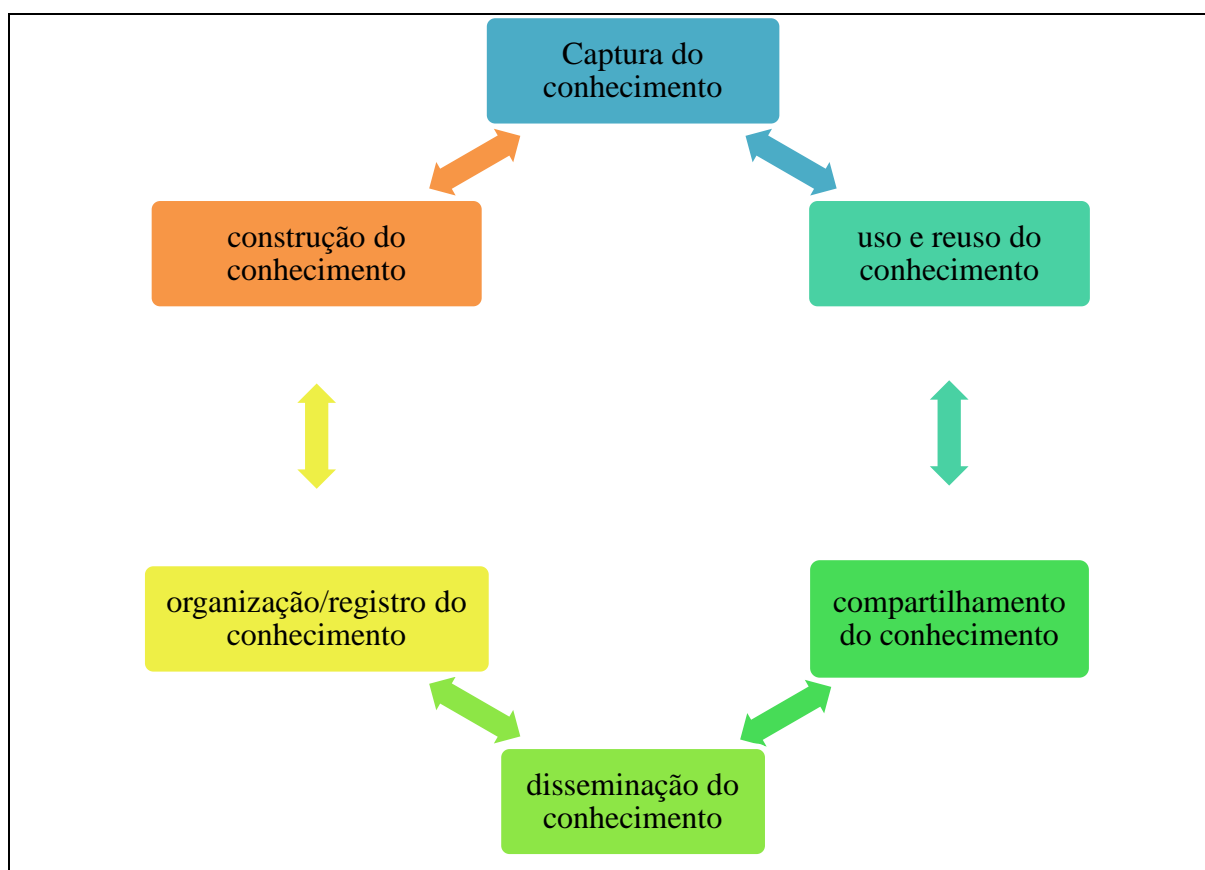 Captura do
conhecimento
construção do
conhecimento
uso e reuso do
conhecimento
organização/registro do
conhecimento
compartilhamento
do conhecimento
disseminação do
conhecimento